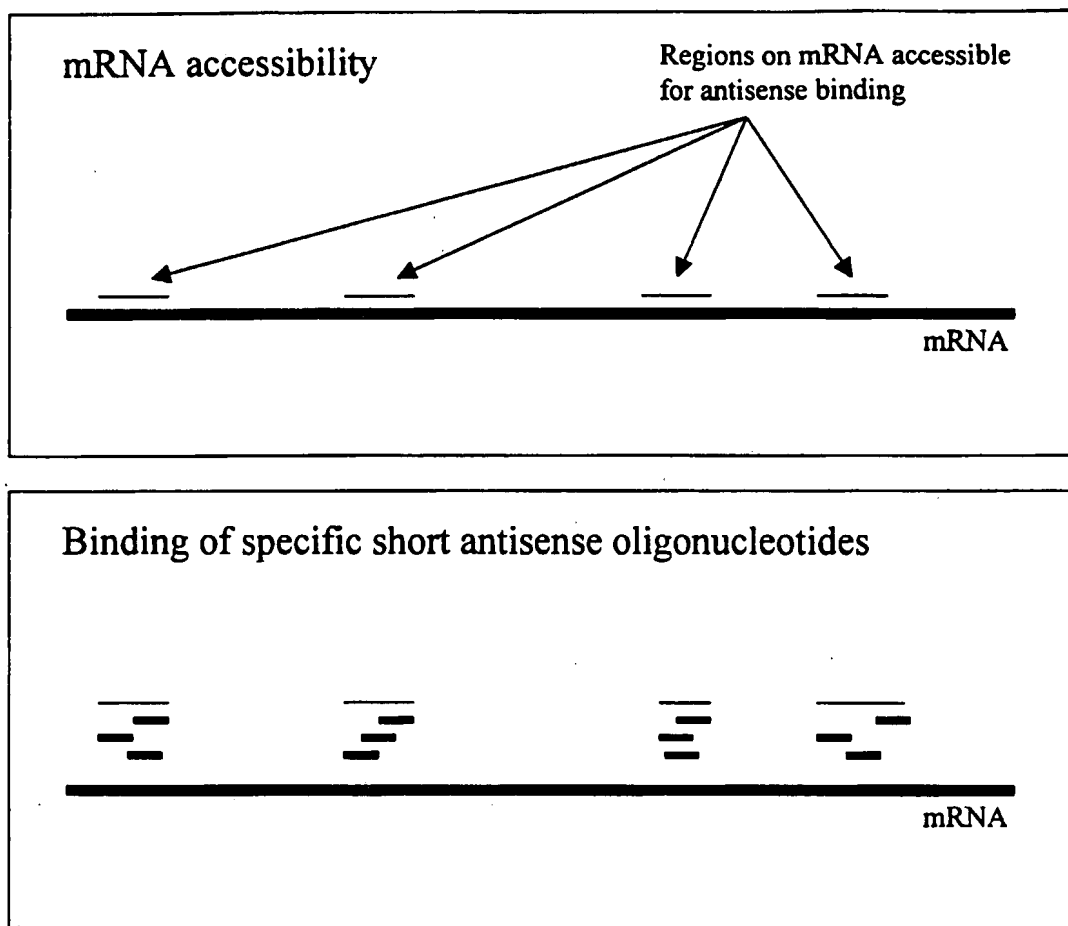 mRNA accessibility
Regions on mRNA accessible
for antisense binding
mRNA
Binding of specific short antisense oligonucleotides
mRNA